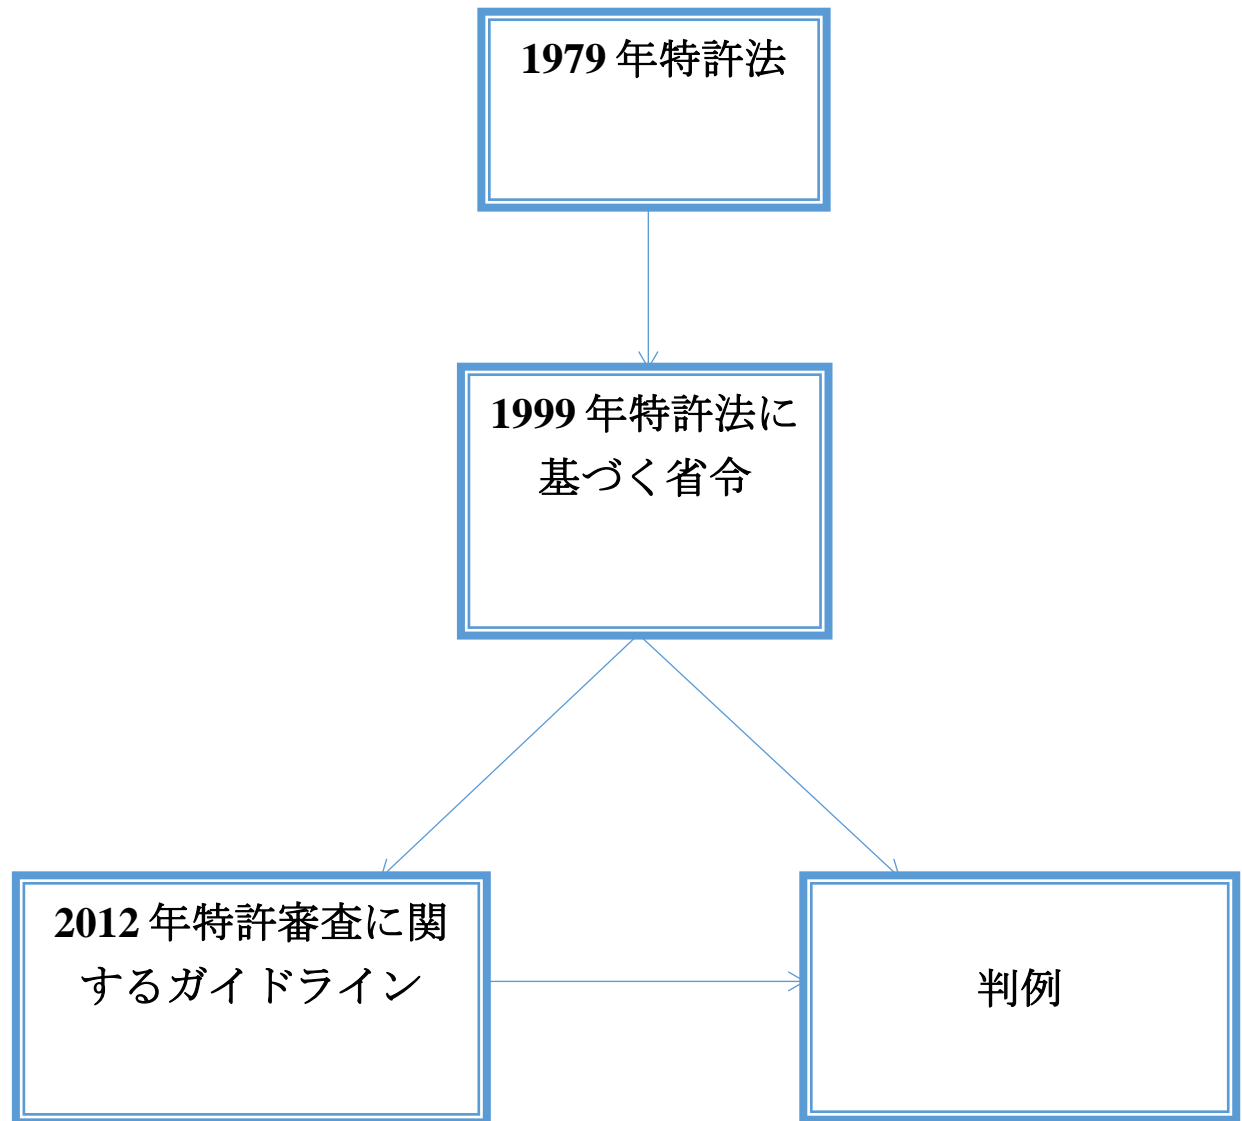 1979 年特許法
1999 年特許法に
基づく省令
2012 年特許審査に関
するガイドライン
判例